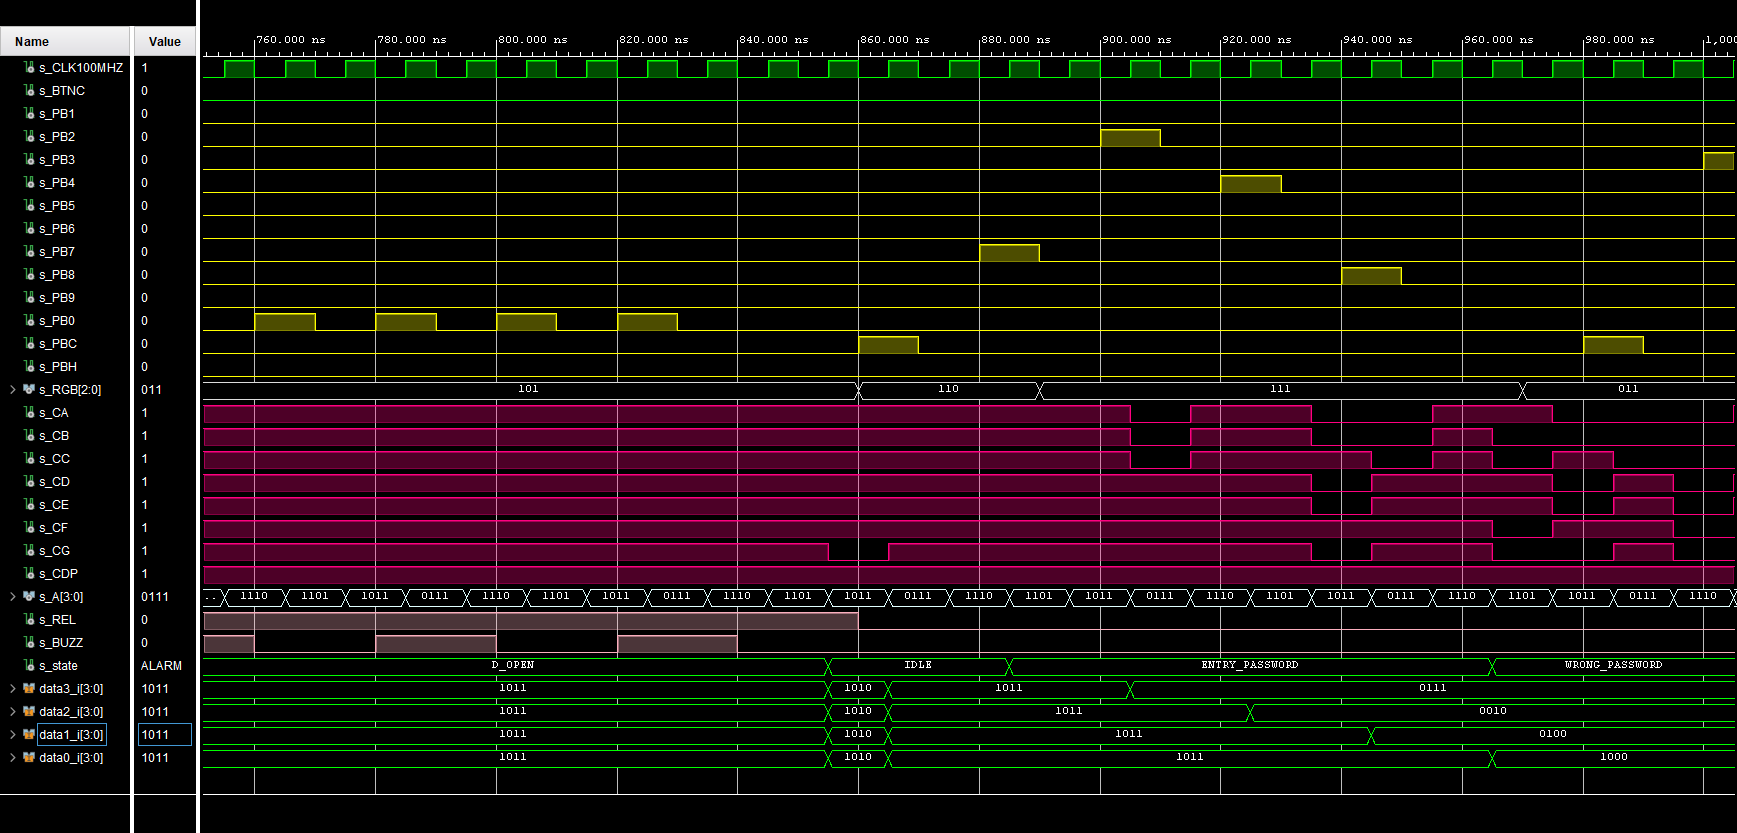 Name Value 760.000 ns 780.000 ns 800.000 ns 820.000 ns 840.000 ns 860.000 ns 880.000 ns 900.000 ns 920.000 ns 940.000 ns 960.000 ns 980.000 ns 1,000
s_CLK100MHZ 1
s_BTNC 0
s_PB1 0
s_PB2 0
s_PB3 0
s_PB4 0
s_PB5 0
s_PB6 0
s_PB7 0
s_PB8 0
s_PB9 0
s_PB0 0
s_PBC 0
s_PBH 0
s_RGB[2:0] 011 101 110 111 011
s_CA 1
s_CB 1
s_CC 1
s_CD 1
s_CE 1
s_CF 1
s_CG 1
s_CDP 1
s_A[3:0] 0111 .. 1110 1101 1011 0111 1110 1101 1011 0111 1110 1101 1011 0111 1110 1101 1011 0111 1110 1101 1011 0111 1110 1101 1011 0111 1110
s_REL 0
s_BUZZ 0
s_state ALARM D_OPEN IDLE ENTRY_PASSWORD WRONG_PASSWORD
data3_i[3:0] 1011 1011 1010 1011 0111
data2_i[3:0] 1011 1011 1010 1011 0010
data1_i[3:0] 1011 1011 1010 1011 0100
data0_i[3:0] 1011 1011 1010 1011 1000